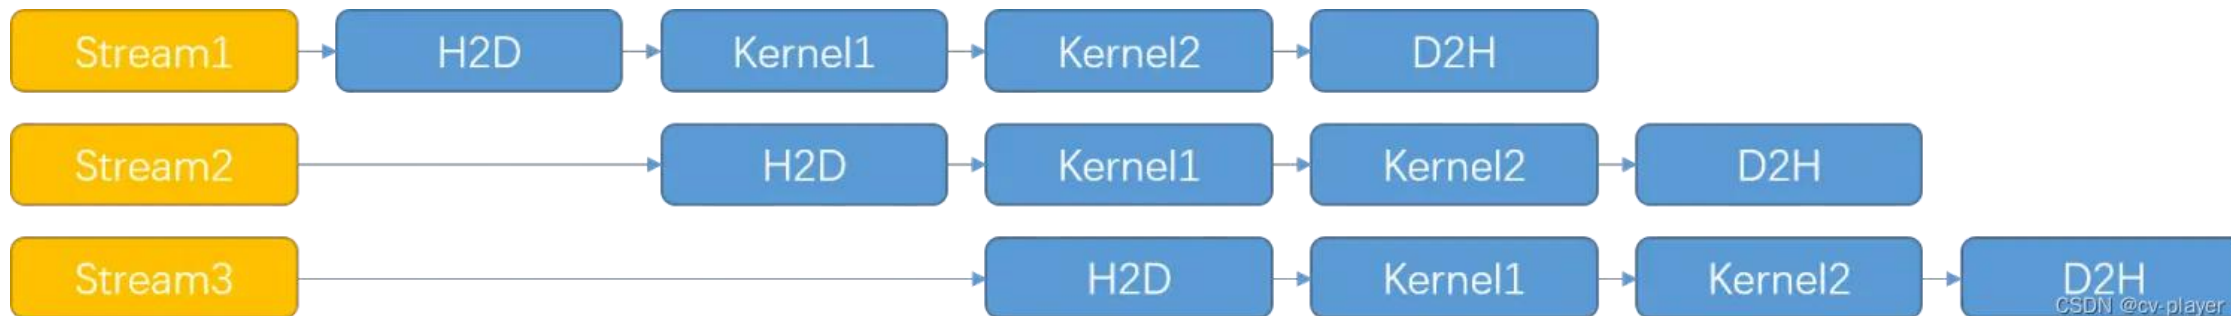 Stream1 H2D Kernel1 Kernel2 D2H
Stream2 H2D Kernel1 Kernel2 D2H
Stream3 H2D Kernel1 Kernel2 D2H
CSDN @cv-player